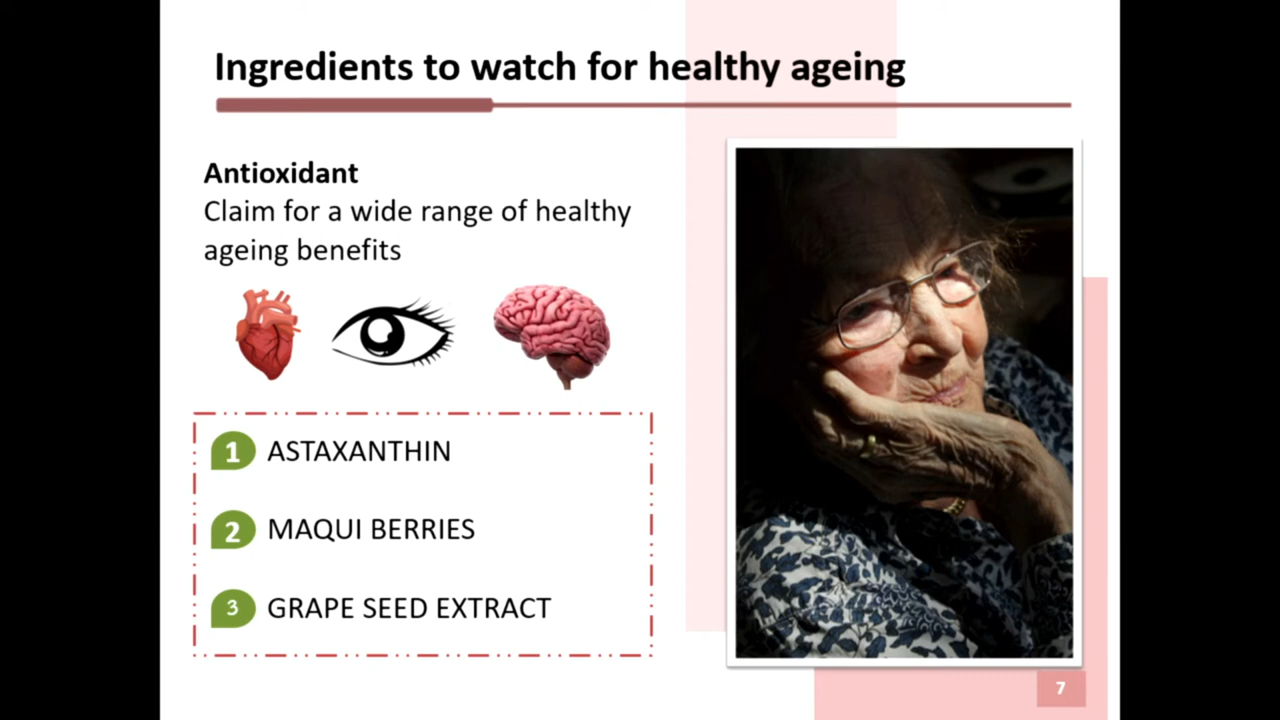 Ingredients to watch for healthy ageing
Antioxidant
Claim for a wide range of healthy
ageing benefits
1 ASTAXANTHIN
2 MAQUI BERRIES
3 GRAPE SEED EXTRACT
7